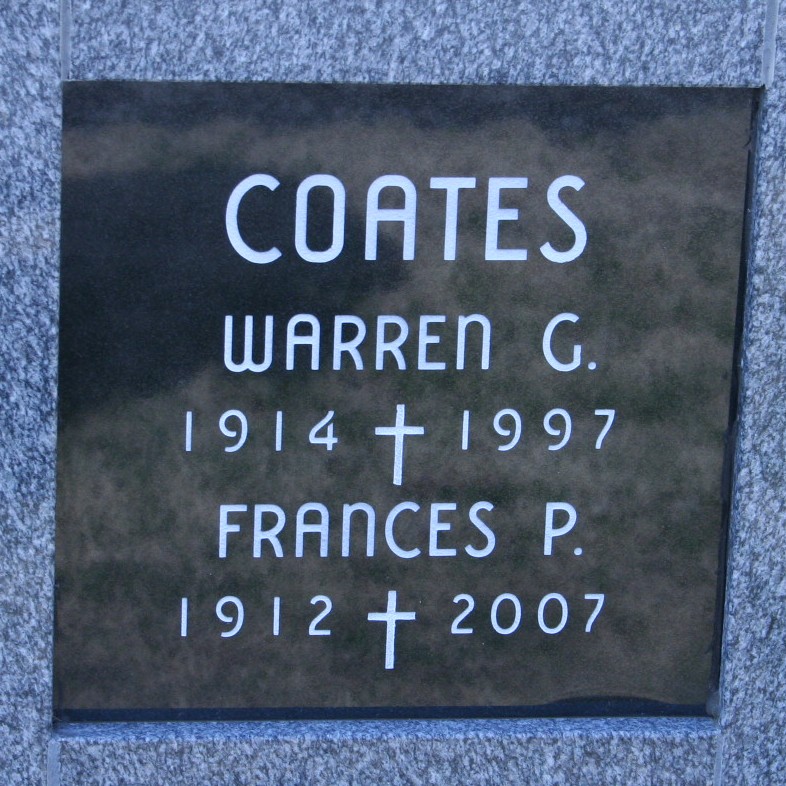 COATES
WARREN G.
1914 ✝ 1997
FRANCES P.
1912 ✝ 2007